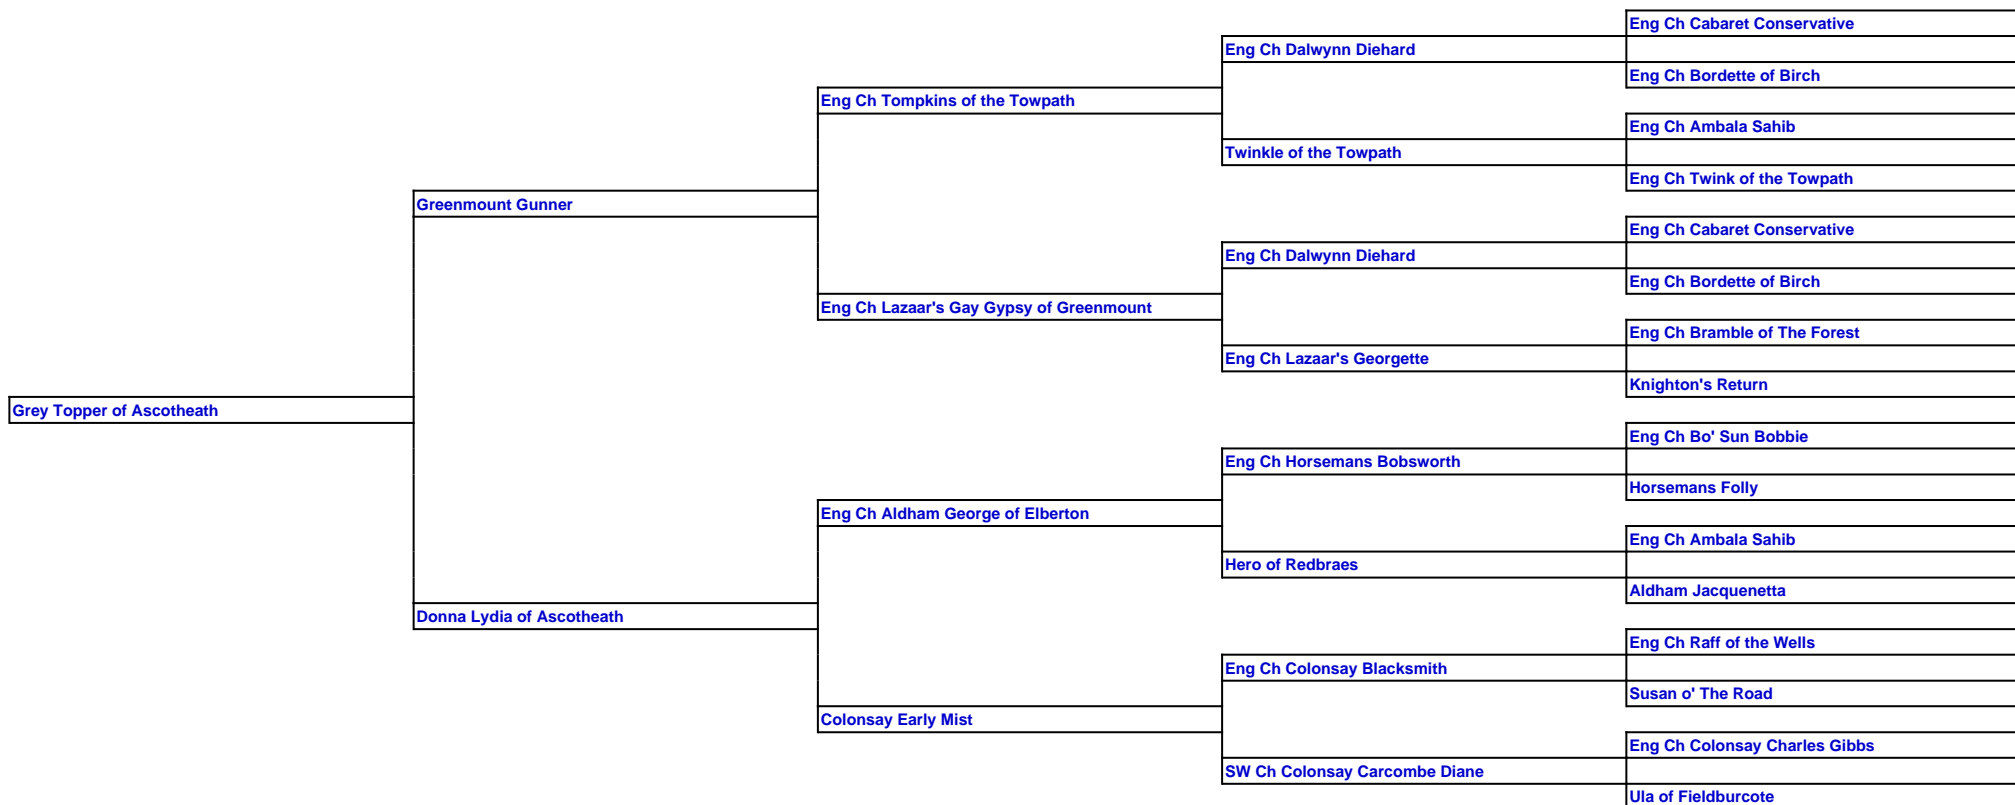 Eng Ch Cabaret Conservative
Eng Ch Dalwynn Diehard
Eng Ch Bordette of Birch
Eng Ch Tompkins of the Towpath
Eng Ch Ambala Sahib
Twinkle of the Towpath
Eng Ch Twink of the Towpath
Greenmount Gunner
Eng Ch Cabaret Conservative
Eng Ch Dalwynn Diehard
Eng Ch Bordette of Birch
Eng Ch Lazaar's Gay Gypsy of Greenmount
Eng Ch Bramble of The Forest
Eng Ch Lazaar's Georgette
Knighton's Return
Grey Topper of Ascotheath
Eng Ch Bo' Sun Bobbie
Eng Ch Horsemans Bobsworth
Horsemans Folly
Eng Ch Aldham George of Elberton
Eng Ch Ambala Sahib
Hero of Redbraes
Aldham Jacquenetta
Donna Lydia of Ascotheath
Eng Ch Raff of the Wells
Eng Ch Colonsay Blacksmith
Susan o' The Road
Colonsay Early Mist
Eng Ch Colonsay Charles Gibbs
SW Ch Colonsay Carcombe Diane
Ula of Fieldburcote